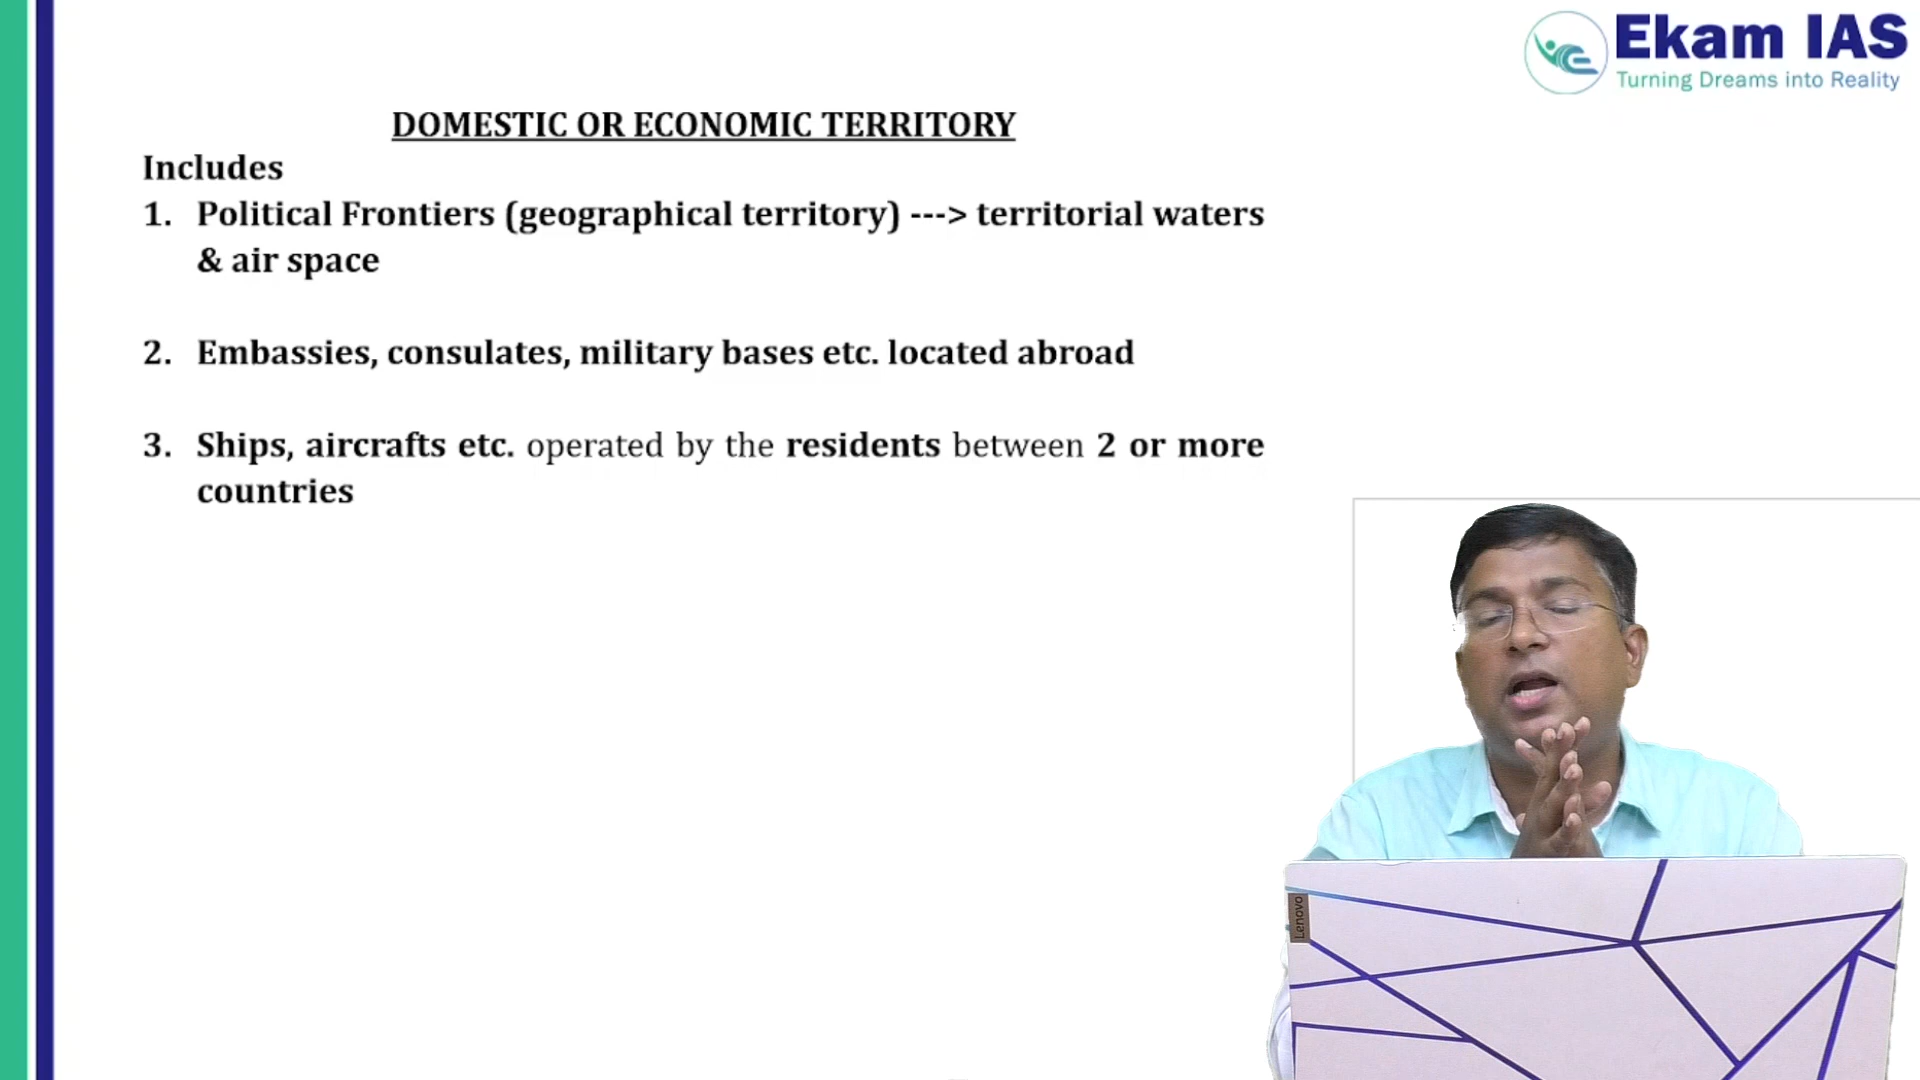 Ekam IAS
Turning Dreams into Reality
DOMESTIC OR ECONOMIC TERRITORY
Includes
1. Political Frontiers (geographical territory) ---> territorial waters
& air space
2. Embassies, consulates, military bases etc. located abroad
3. Ships, aircrafts etc. operated by the residents between 2 or more
countries
Lenovo